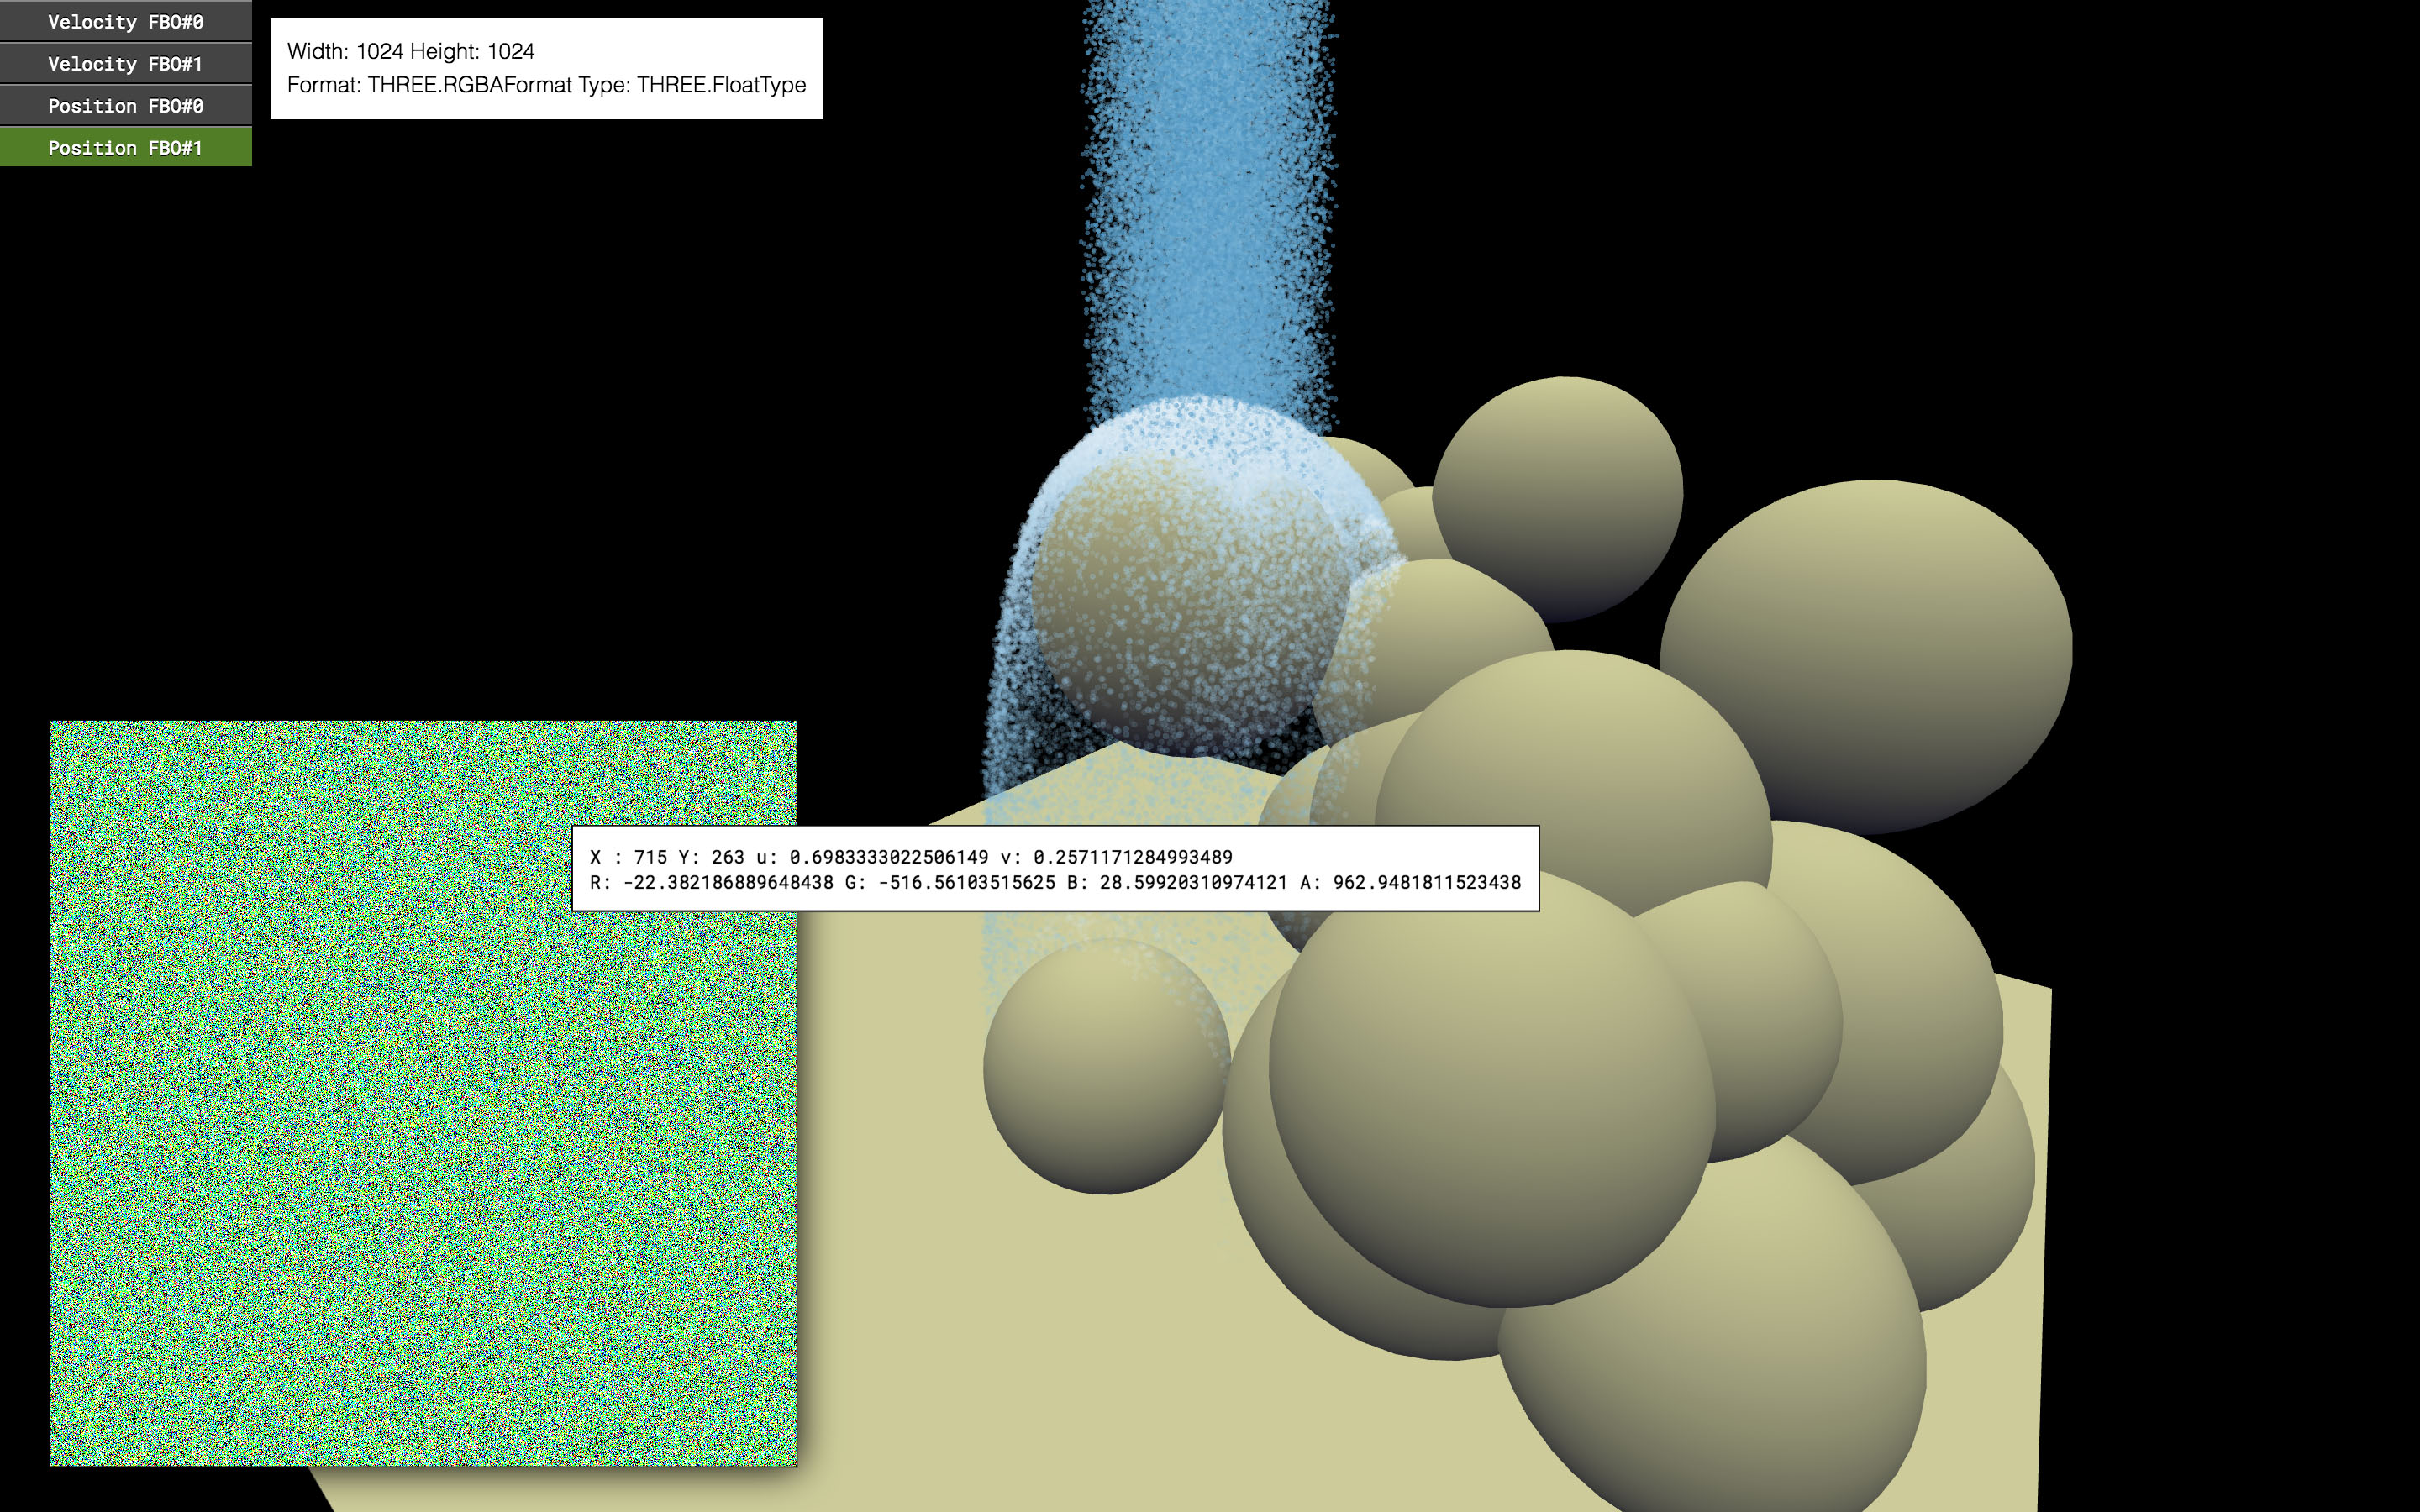 Velocity FBO#0
Velocity FBO#1
Position FBO#0
Position FBO#1
Width: 1024 Height: 1024
Format: THREE.RGBAFormat Type: THREE.FloatType
X : 715 Y: 263 u: 0.6983333022506149 v: 0.2571171284993489
R: -22.382186889648438 G: -516.56103515625 B: 28.59920310974121 A: 962.9481811523438